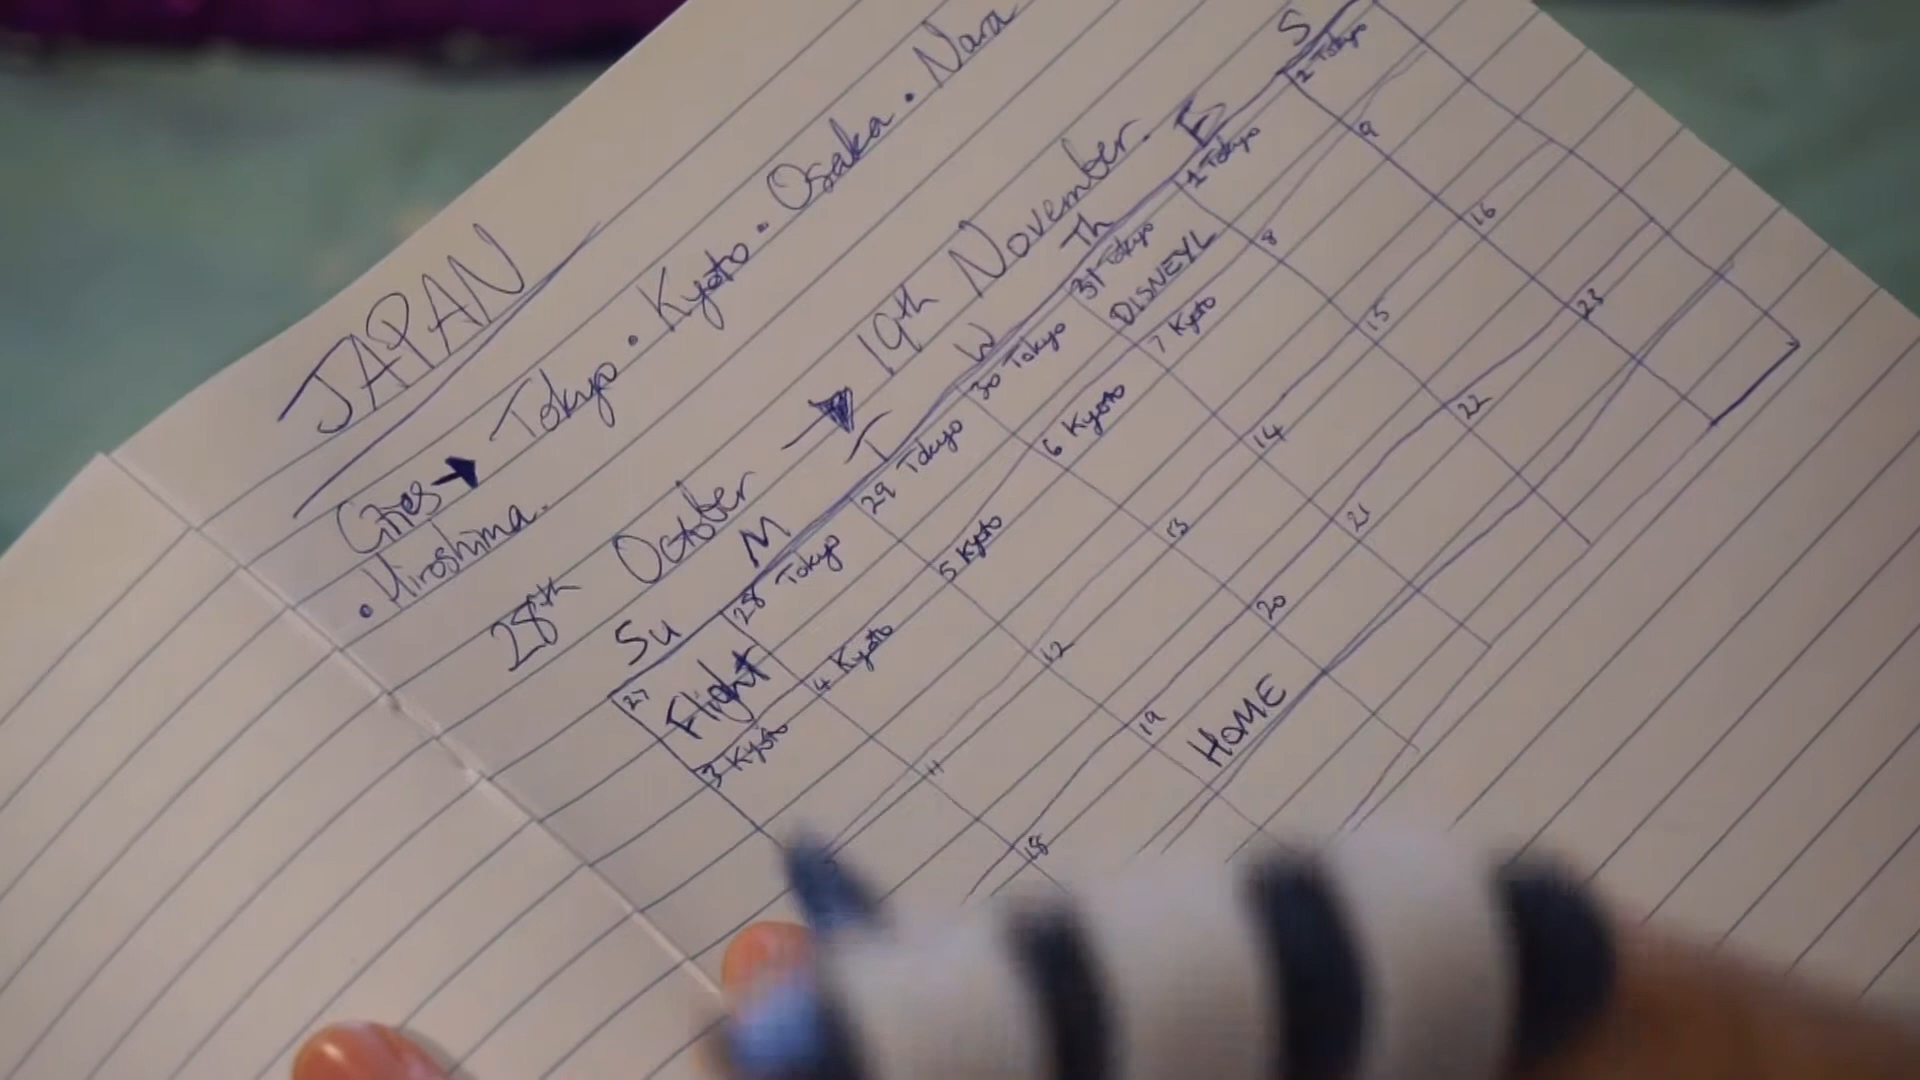 JAPAN
Cities → Tokyo • Kyoto • Osaka • Nara
• Hiroshima.
28th October → 19th November.
Su M T W Th F S
27 28 Tokyo 29 Tokyo 30 Tokyo 31 Tokyo 1 Tokyo 2 Tokyo
Flight DISNEYL
3 Kyoto 4 Kyoto 5 Kyoto 6 Kyoto 7 Kyoto 8 9
11 12 13 14 15 16
18 19 20 21 22 23
HOME